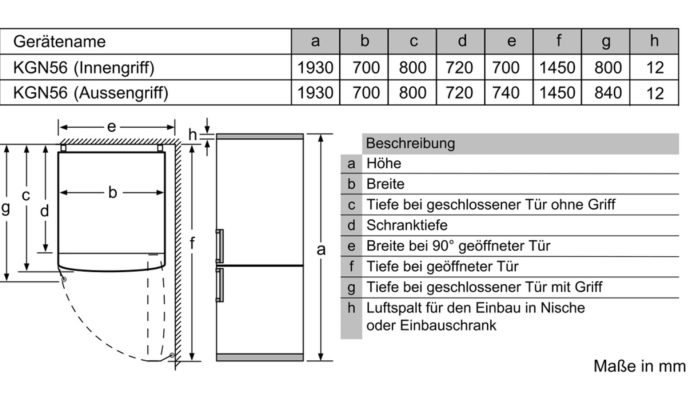 Gerätename a b c d e f g h
KGN56 (Innengriff) 1930 700 800 720 700 1450 800 12
KGN56 (Aussengriff) 1930 700 800 720 740 1450 840 12
e
h
Beschreibung
a Höhe
b Breite
c Tiefe bei geschlossener Tür ohne Griff
d Schranktiefe
e Breite bei 90° geöffneter Tür
f Tiefe bei geöffneter Tür
g Tiefe bei geschlossener Tür mit Griff
h Luftspalt für den Einbau in Nische
oder Einbauschrank
b
c
g
d
f
a
Maße in mm